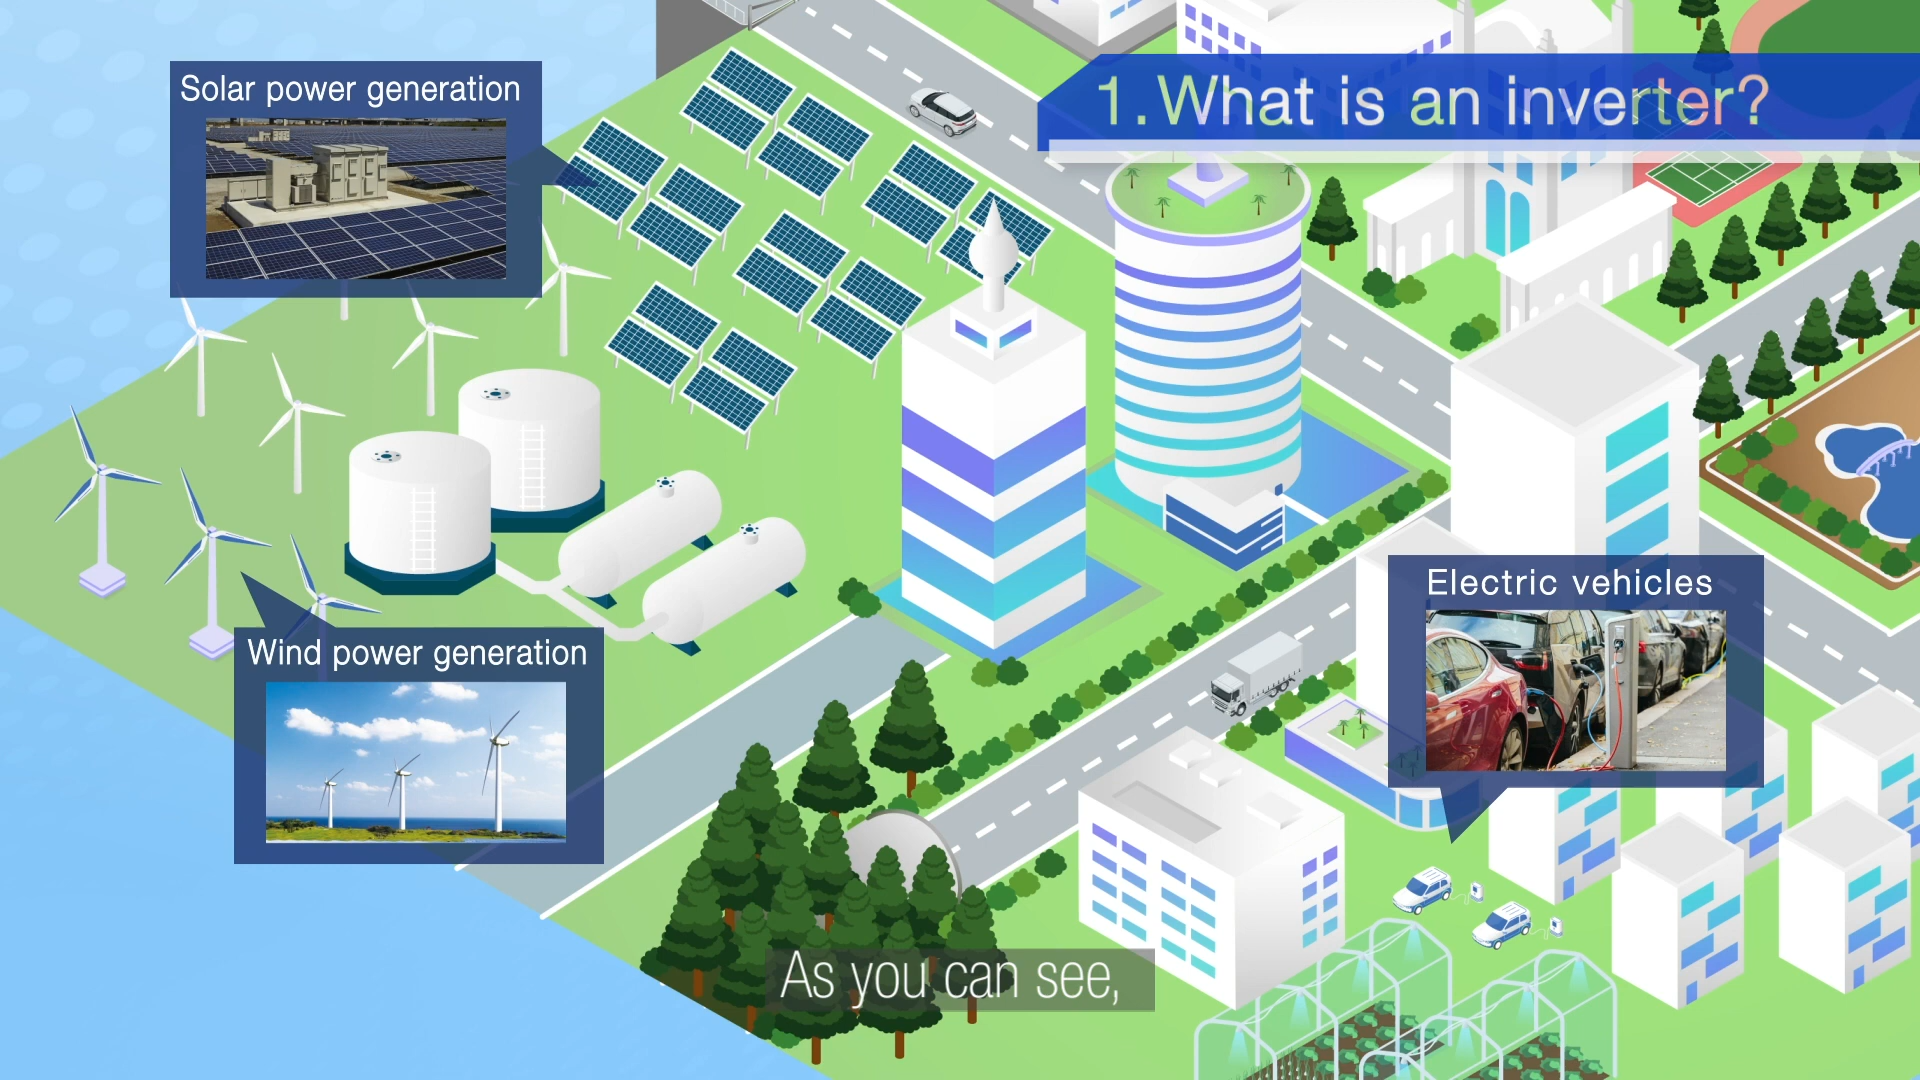 1. What is an inverter?
Solar power generation
Wind power generation
Electric vehicles
As you can see,